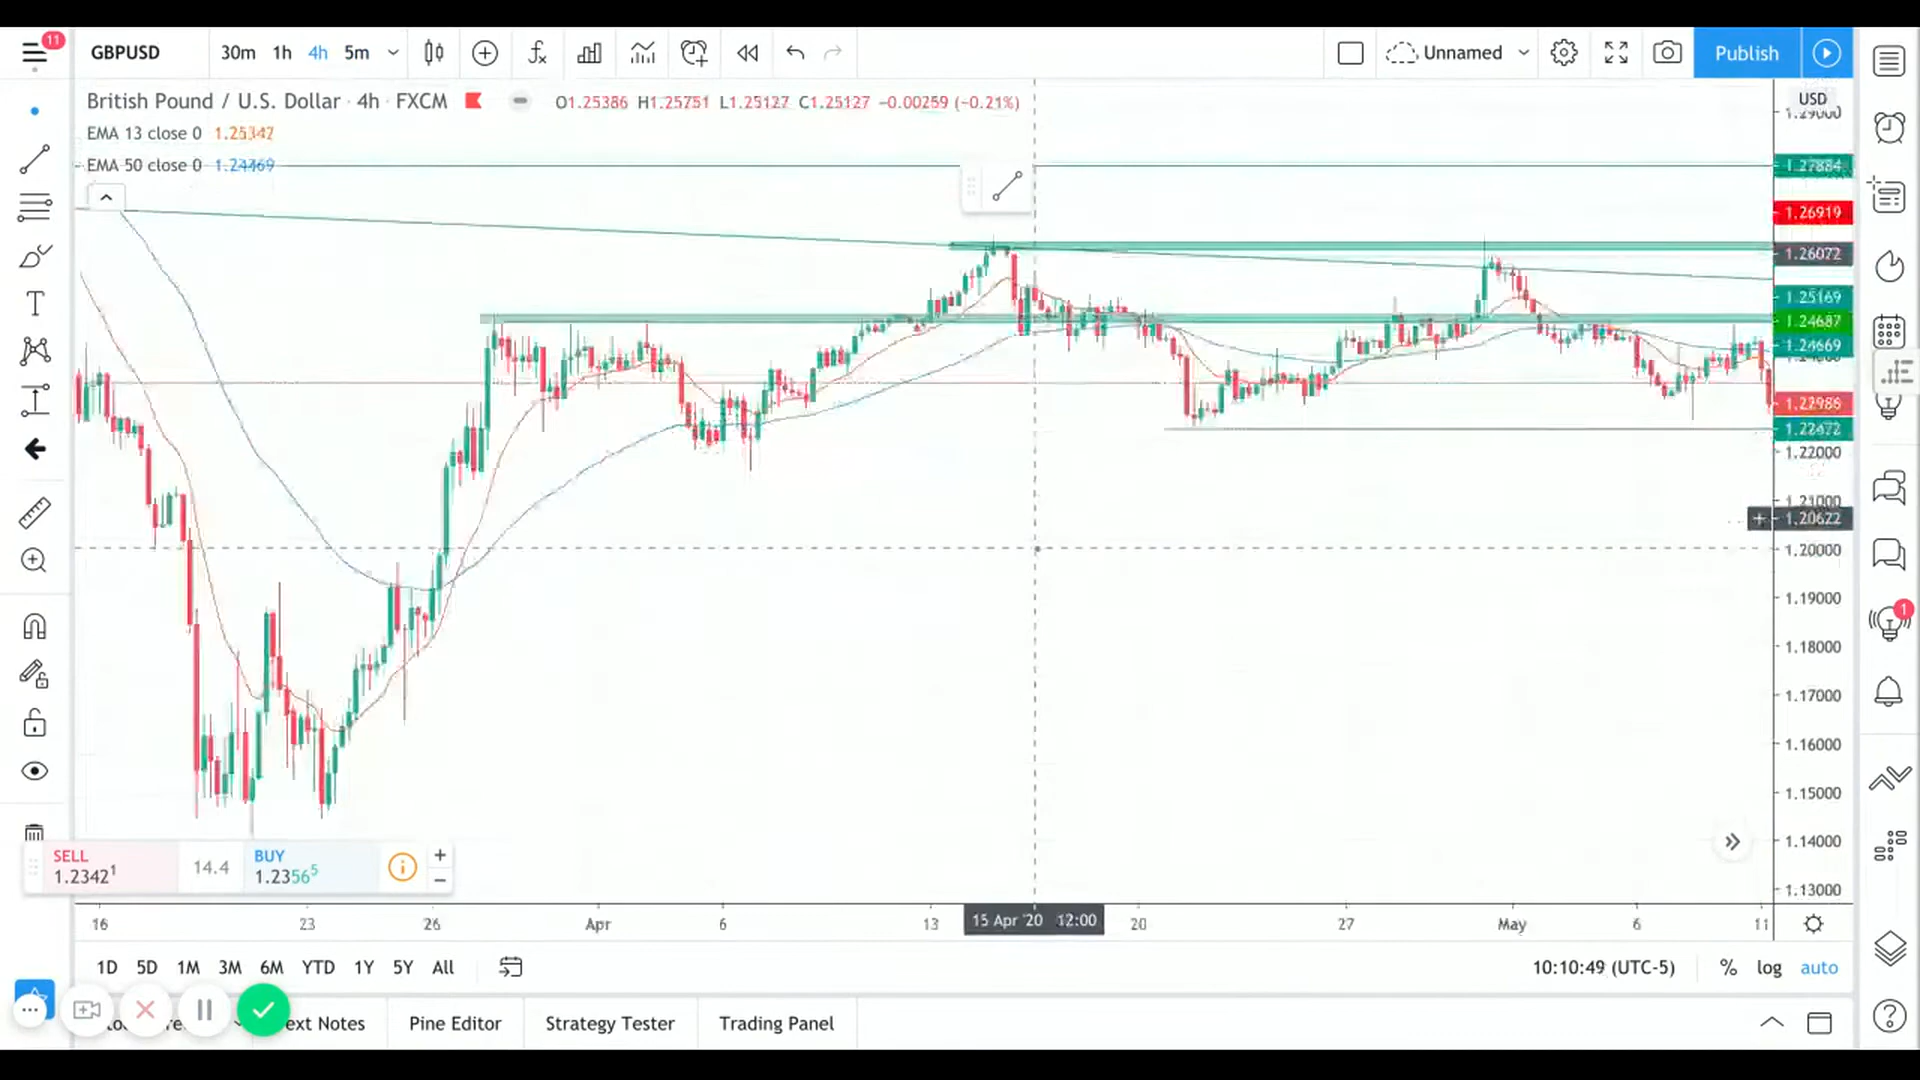 11
GBPUSD 30m 1h 4h 5m Unnamed Publish
British Pound / U.S. Dollar · 4h · FXCM O1.25386 H1.25751 L1.25127 C1.25127 −0.00259 (−0.21%)
EMA 13 close 0 1.25342
EMA 50 close 0
USD
1.29000
1.27884
1.26919
1.26072
1.25169
1.24687
1.24669
1.22986
1.22472
1.22000
1.21000
1.20622
1.20000
1.19000
1.18000
1.17000
1.16000
1.15000
1.14000
1.13000
1
SELL
1.23421
14.4
BUY
1.23565
16 23 26 Apr 6 13 15 Apr '20 12:00 20 27 May 6 11
1D 5D 1M 3M 6M YTD 1Y 5Y All 10:10:49 (UTC-5) % log auto
ext Notes Pine Editor Strategy Tester Trading Panel